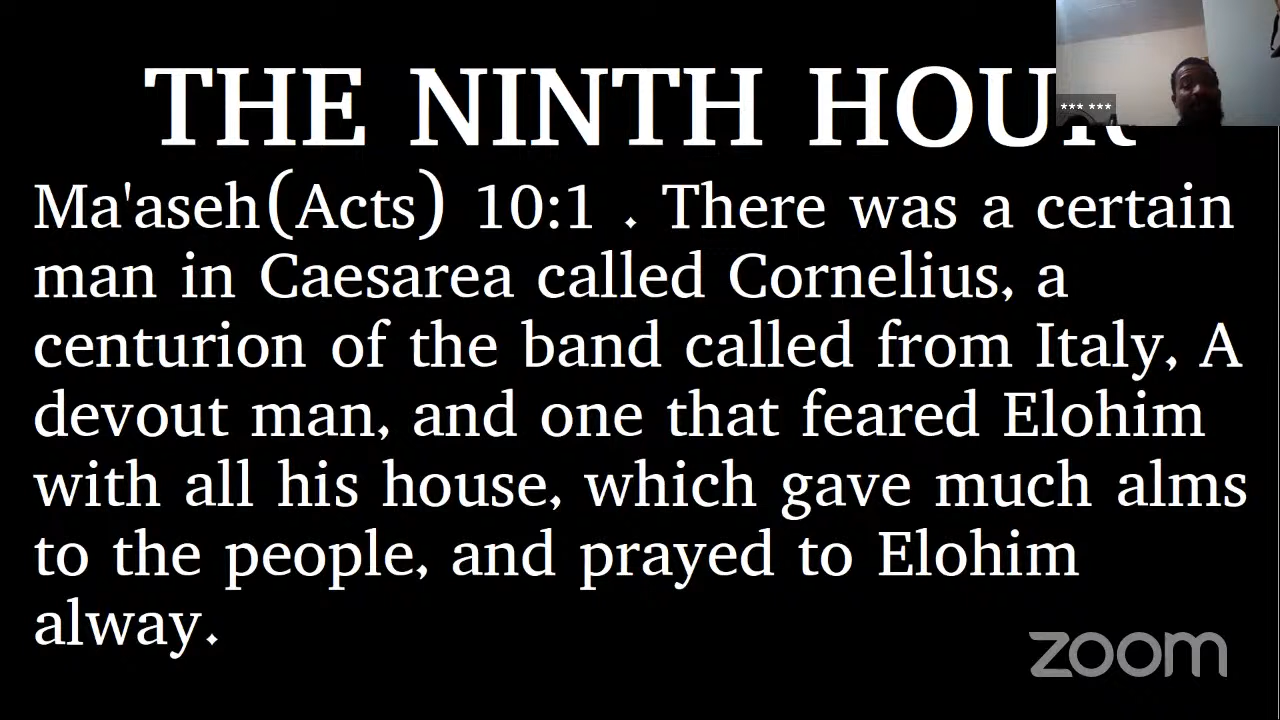 THE NINTH HOUR
*** ***
Ma'aseh(Acts) 10:1 . There was a certain
man in Caesarea called Cornelius, a
centurion of the band called from Italy, A
devout man, and one that feared Elohim
with all his house, which gave much alms
to the people, and prayed to Elohim
alway.
zoom